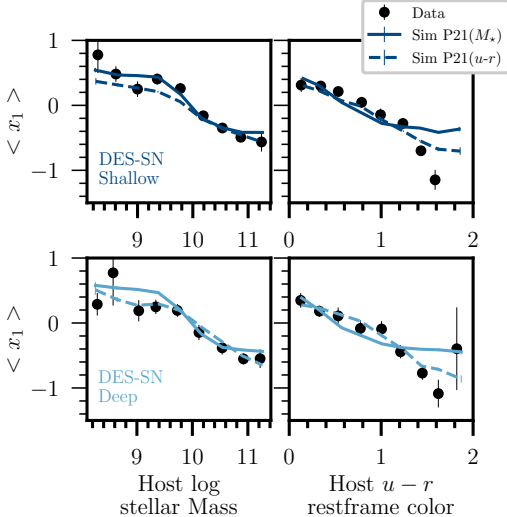 Data
Sim P21(M⋆)
Sim P21(u-r)
< x₁ >
1
0
−1
DES-SN
Shallow
9 10 11
0 1 2
< x₁ >
1
0
−1
DES-SN
Deep
9 10 11
0 1 2
Host log
stellar Mass
Host u − r
restframe color